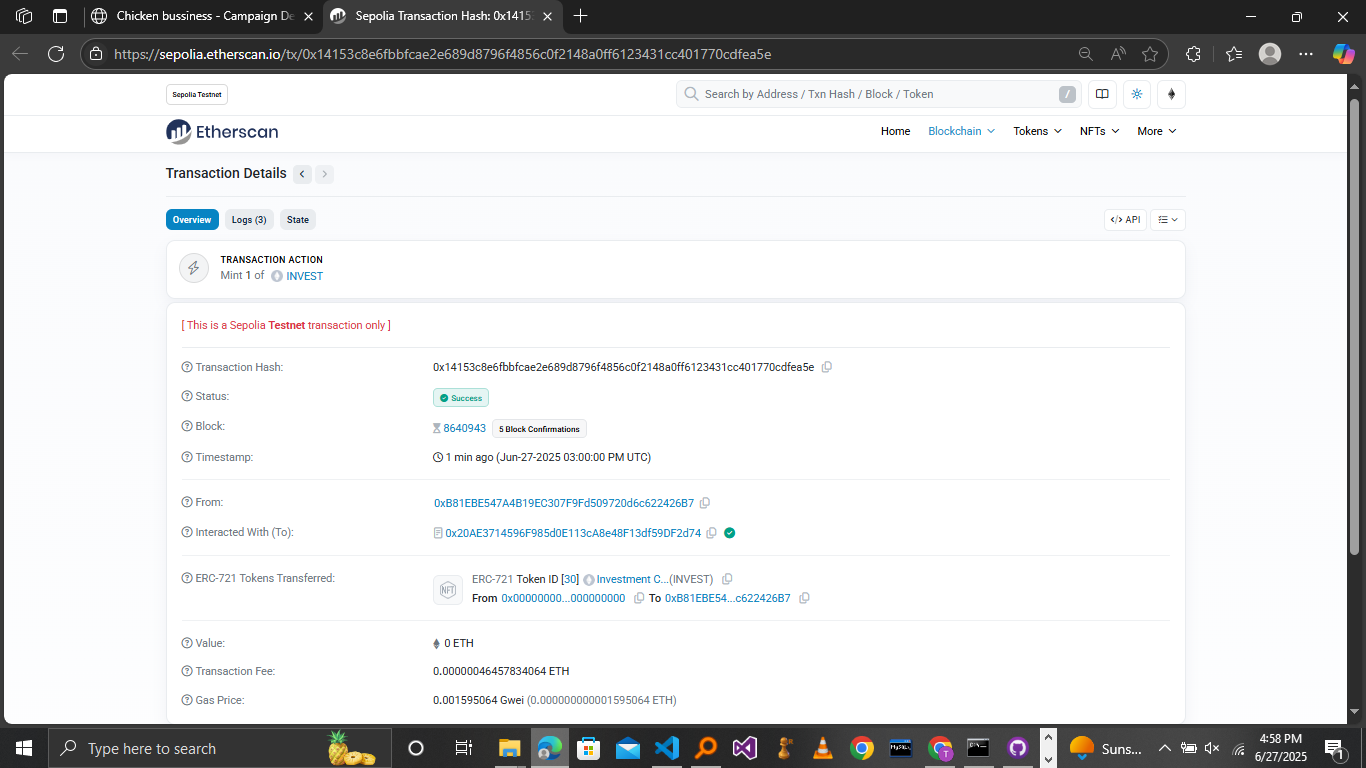 Chicken bussiness - Campaign De
Sepolia Transaction Hash: 0x1415
https://sepolia.etherscan.io/tx/0x14153c8e6fbbfcae2e689d8796f4856c0f2148a0ff6123431cc401770cdfea5e
Sepolia Testnet
Search by Address / Txn Hash / Block / Token
/
Etherscan
Home Blockchain Tokens NFTs More
Transaction Details
Overview Logs (3) State
</> API
TRANSACTION ACTION
Mint 1 of INVEST
[ This is a Sepolia Testnet transaction only ]
Transaction Hash: 0x14153c8e6fbbfcae2e689d8796f4856c0f2148a0ff6123431cc401770cdfea5e
Status: Success
Block: 8640943 5 Block Confirmations
Timestamp: 1 min ago (Jun-27-2025 03:00:00 PM UTC)
From: 0xB81EBE547A4B19EC307F9Fd509720d6c622426B7
Interacted With (To): 0x20AE3714596F985d0E113cA8e48F13df59DF2d74
ERC-721 Tokens Transferred: NFT ERC-721 Token ID [30] Investment C...(INVEST)
From 0x00000000...000000000 To 0xB81EBE54...c622426B7
Value: 0 ETH
Transaction Fee: 0.00000046457834064 ETH
Gas Price: 0.001595064 Gwei (0.000000000001595064 ETH)
Type here to search
Suns...
4:58 PM
6/27/2025
1